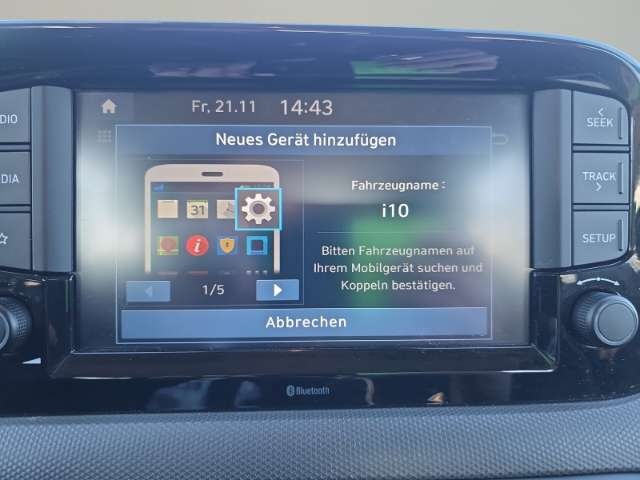 Fr, 21.11 14:43
Neues Gerät hinzufügen
31
i
Fahrzeugname :
i10
Bitten Fahrzeugnamen auf
Ihrem Mobilgerät suchen und
Koppeln bestätigen.
1/5
Abbrechen
DIO
DIA
SEEK
TRACK
SETUP
Bluetooth